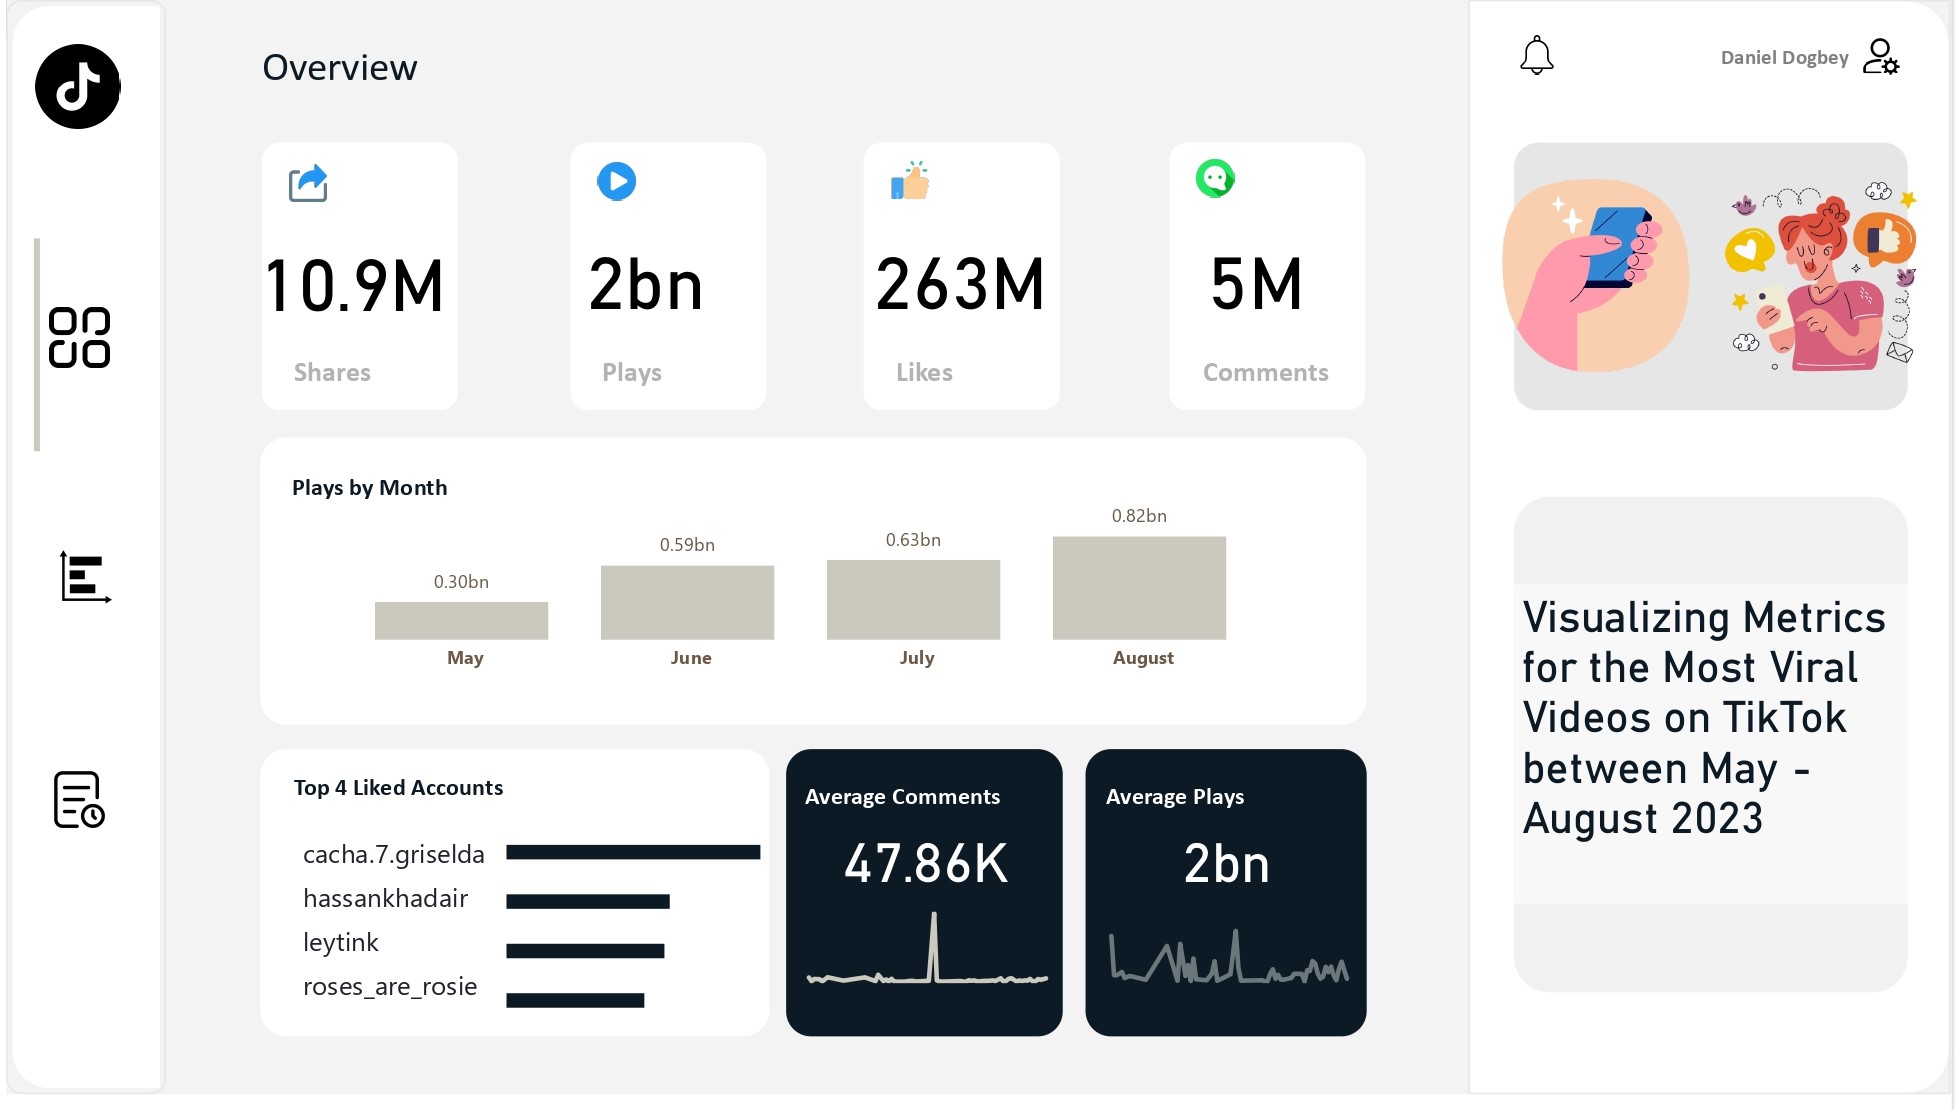 Overview
Daniel Dogbey
10.9M
2bn
263M
5M
Shares
Plays
Likes
Comments
Plays by Month
0.30bn
0.59bn
0.63bn
0.82bn
May
June
July
August
Top 4 Liked Accounts
cacha.7.griselda
hassankhadair
leytink
roses_are_rosie
Average Comments
47.86K
Average Plays
2bn
Visualizing Metrics
for the Most Viral
Videos on TikTok
between May -
August 2023